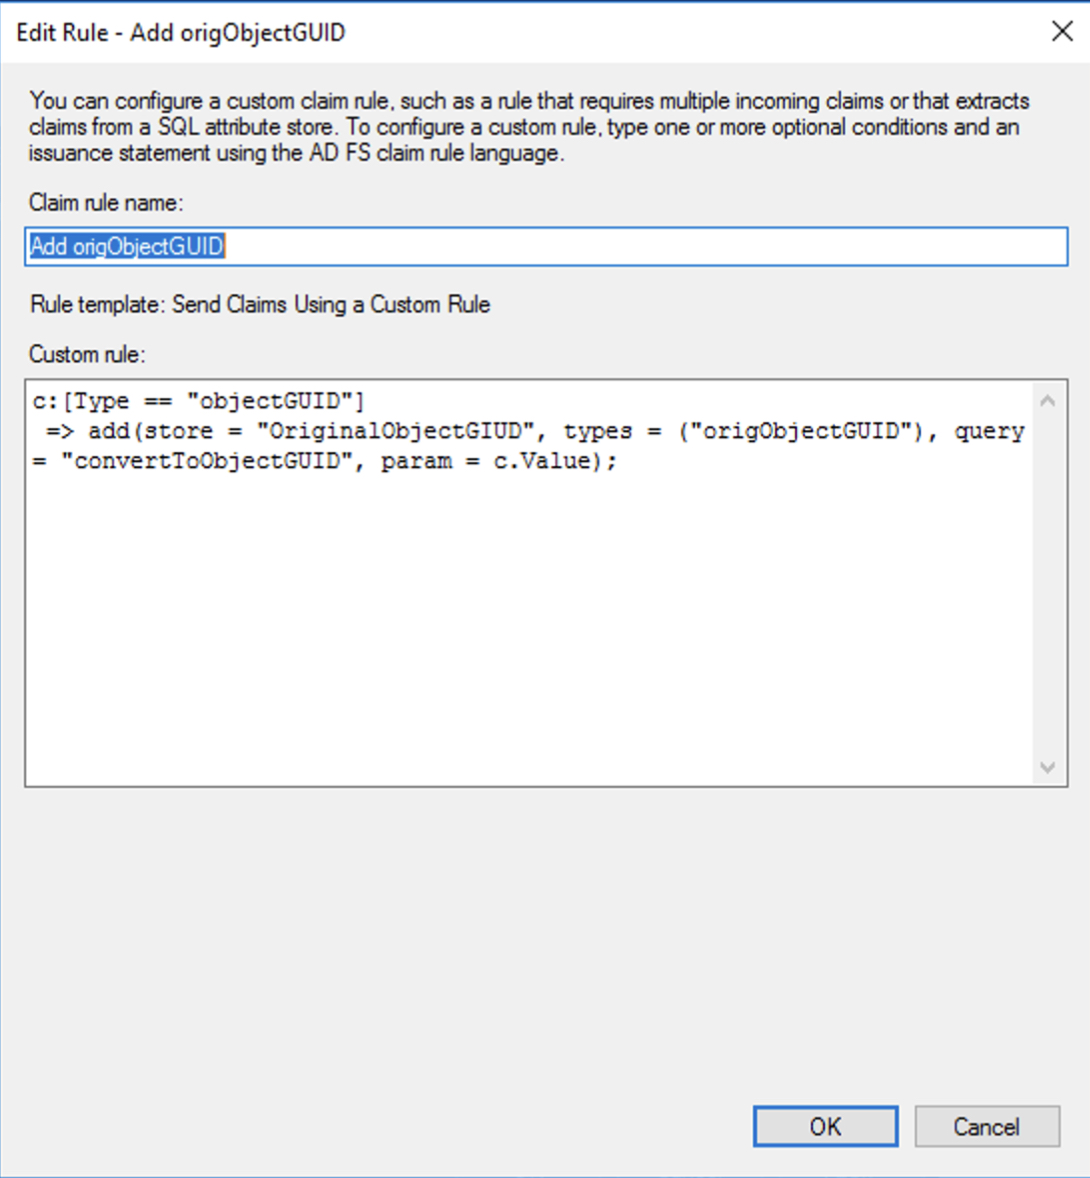 Edit Rule - Add origObjectGUID
You can configure a custom claim rule, such as a rule that requires multiple incoming claims or that extracts
claims from a SQL attribute store. To configure a custom rule, type one or more optional conditions and an
issuance statement using the AD FS claim rule language.
Claim rule name:
Add origObjectGUID
Rule template: Send Claims Using a Custom Rule
Custom rule:
c:[Type == "objectGUID"]
=> add(store = "OriginalObjectGIUD", types = ("origObjectGUID"), query
= "convertToObjectGUID", param = c.Value);
OK
Cancel